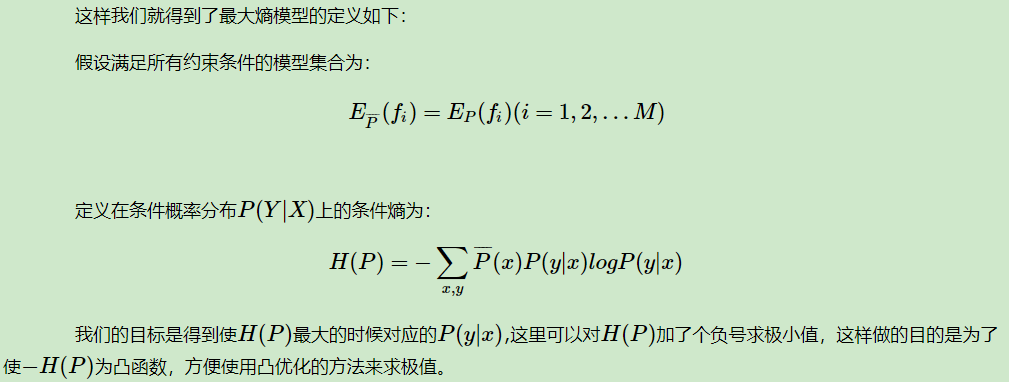 这样我们就得到了最大熵模型的定义如下：
假设满足所有约束条件的模型集合为：
$E_{\overline{P}}(f_i) = E_P(f_i)(i = 1, 2, \ldots M)$
定义在条件概率分布$P(Y|X)$上的条件熵为：
$H(P) = -\sum_{x,y} \overline{P}(x)P(y|x)logP(y|x)$
我们的目标是得到使$H(P)$最大的时候对应的$P(y|x)$,这里可以对$H(P)$加了个负号求极小值，这样做的目的是为了
使$-H(P)$为凸函数，方便使用凸优化的方法来求极值。